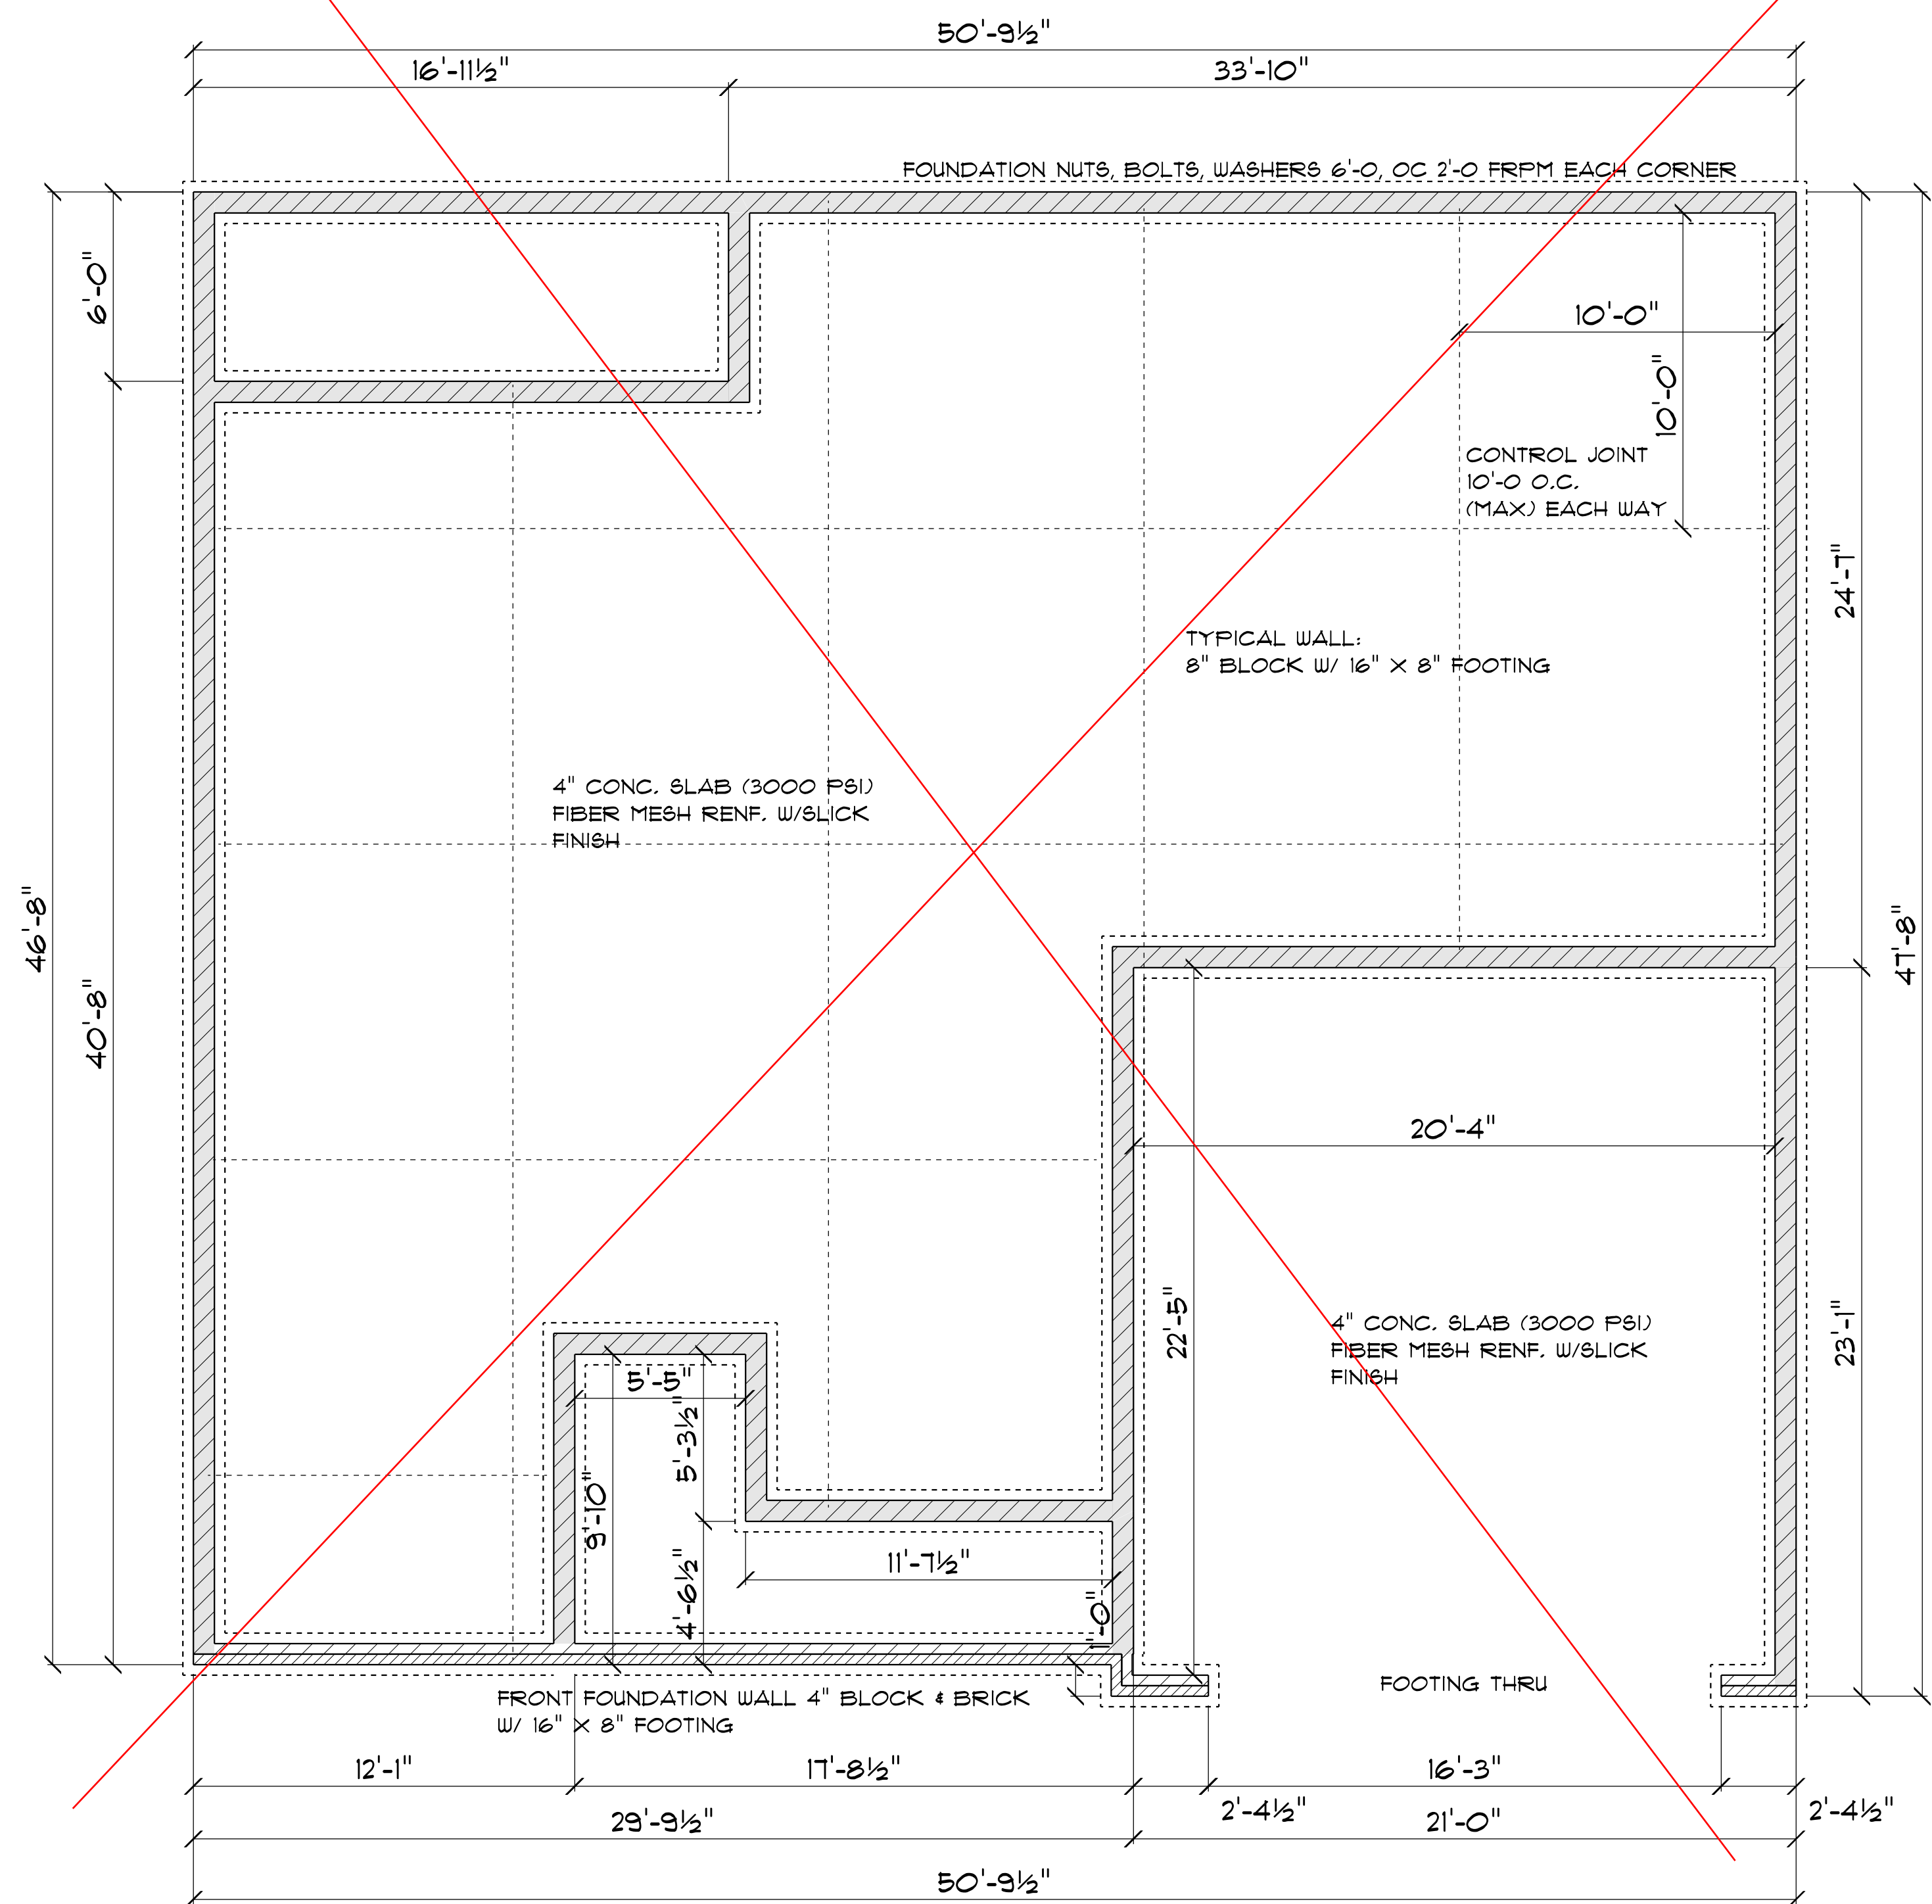 50'-9½"
16'-11½"
33'-10"
FOUNDATION NUTS, BOLTS, WASHERS 6'-0, OC 2'-0 FRPM EACH CORNER
6'-0"
10'-0"
10'-0"
CONTROL JOINT
10'-0 O.C.
(MAX) EACH WAY
24'-7"
TYPICAL WALL:
8" BLOCK W/ 16" X 8" FOOTING
4" CONC. SLAB (3000 PSI)
FIBER MESH RENF. W/SLICK
FINISH
46'-8"
47'-8"
40'-8"
20'-4"
22'-5"
4" CONC. SLAB (3000 PSI)
FIBER MESH RENF. W/SLICK
FINISH
23'-1"
5'-5"
5'-3½"
9'-10"
11'-7½"
4'-6½"
1'-0"
FOOTING THRU
FRONT FOUNDATION WALL 4" BLOCK & BRICK
W/ 16" X 8" FOOTING
12'-1"
17'-8½"
16'-3"
2'-4½"
2'-4½"
29'-9½"
21'-0"
50'-9½"